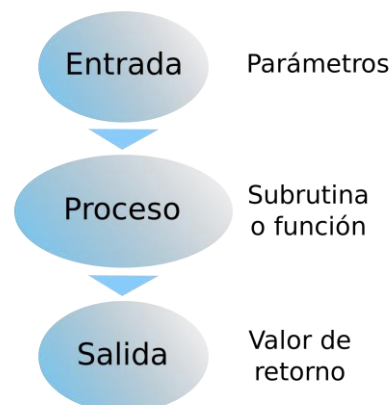 Entrada
Parámetros
Proceso
Subrutina
o función
Salida
Valor de
retorno